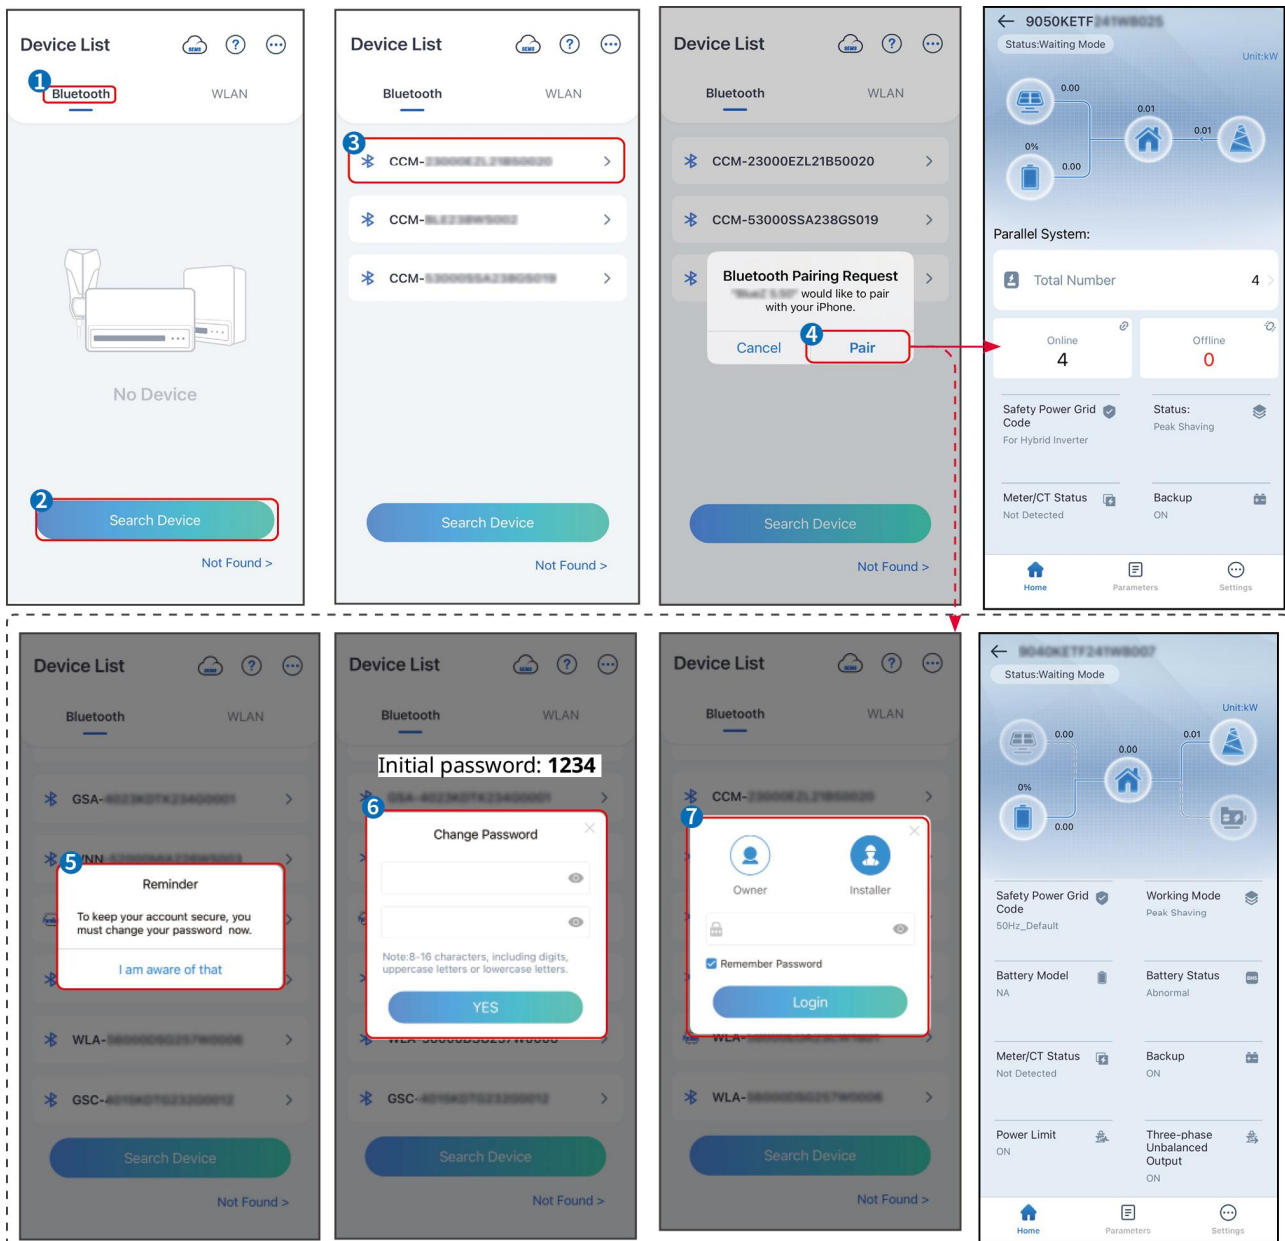 Device List
SEMS
?
1
Bluetooth
WLAN
No Device
2
Search Device
Not Found >
Device List
SEMS
?
Bluetooth
WLAN
3
CCM-
CCM-
CCM-
Search Device
Not Found >
Device List
SEMS
?
Bluetooth
WLAN
CCM-23000EZL21B50020
CCM-53000SSA238GS019
Bluetooth Pairing Request
would like to pair
with your iPhone.
4
Cancel
Pair
Search Device
Not Found >
9050KETF
Status:Waiting Mode
Unit:kW
0.00
0.01
0.01
0%
0.00
Parallel System:
Total Number
4
Online
4
Offline
0
Safety Power Grid
Code
For Hybrid Inverter
Status:
Peak Shaving
Meter/CT Status
Not Detected
Backup
ON
Home
Parameters
Settings
Device List
SEMS
?
Bluetooth
WLAN
GSA-
5
Reminder
To keep your account secure, you
must change your password now.
I am aware of that
WLA-
GSC-
Search Device
Not Found >
Device List
SEMS
?
Bluetooth
WLAN
Initial password: 1234
6
Change Password
Note:8-16 characters, including digits,
uppercase letters or lowercase letters.
YES
GSC-
Search Device
Not Found >
Device List
SEMS
?
Bluetooth
WLAN
CCM-
7
Owner
Installer
Remember Password
Login
WLA-
WLA-
Search Device
Not Found >
Status:Waiting Mode
Unit:kW
0.00
0.00
0.01
0%
0.00
Safety Power Grid
Code
50Hz_Default
Working Mode
Peak Shaving
Battery Model
NA
Battery Status
Abnormal
BMS
Meter/CT Status
Not Detected
Backup
ON
Power Limit
ON
Three-phase
Unbalanced
Output
ON
Home
Parameters
Settings